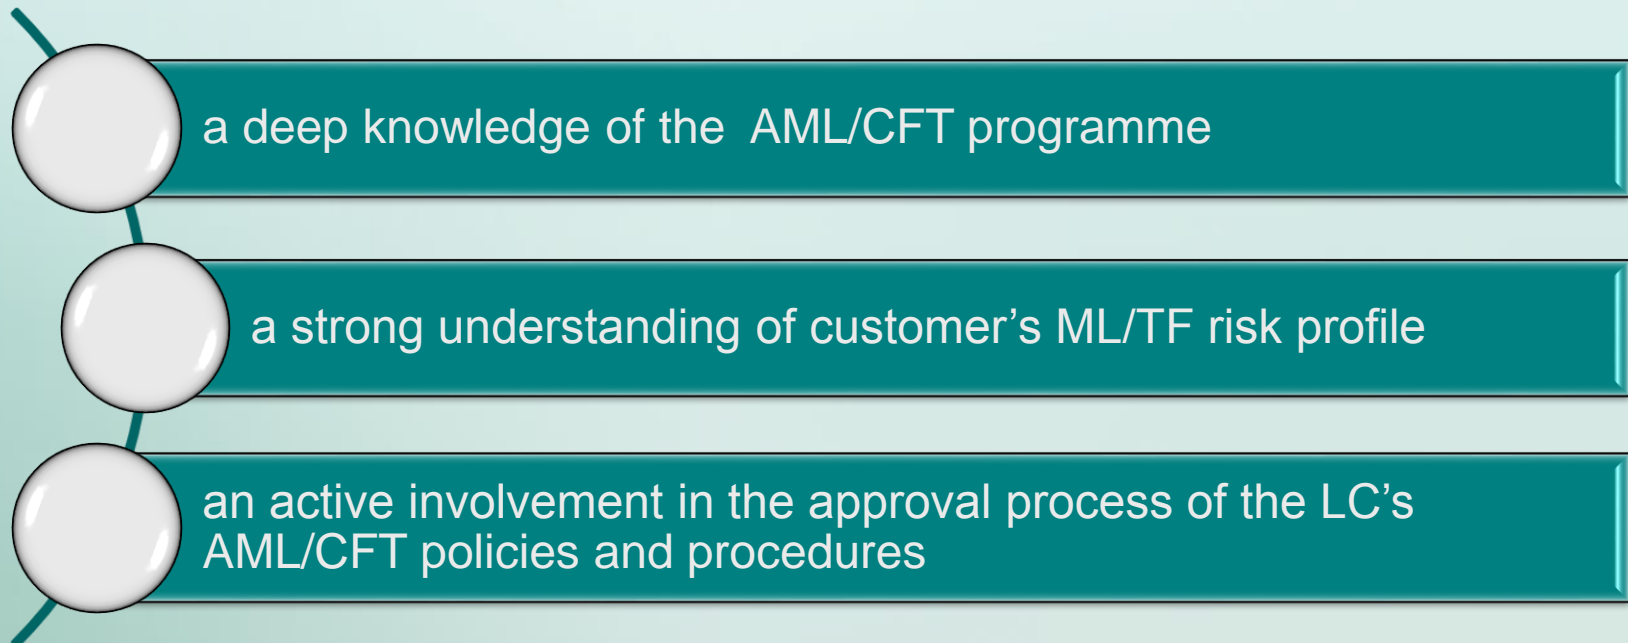 a deep knowledge of the  AML/CFT programme
a strong understanding of customer’s ML/TF risk profile
an active involvement in the approval process of the LC’s
AML/CFT policies and procedures